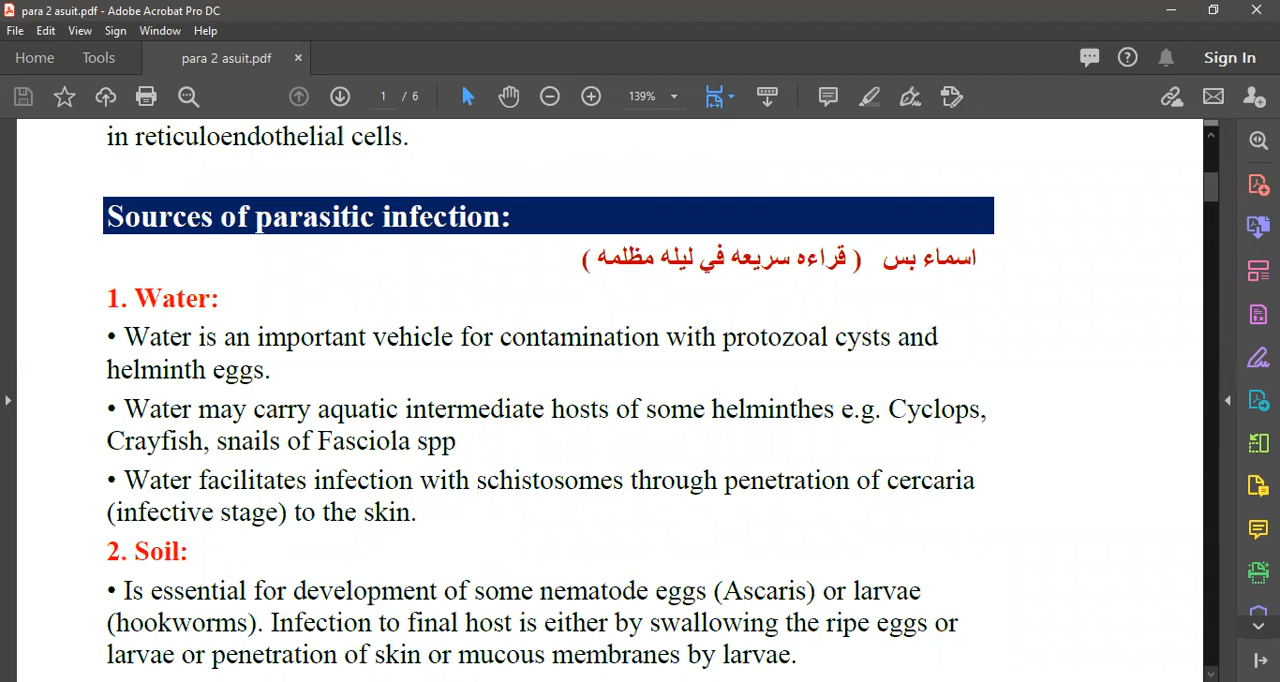 para 2 asuit.pdf - Adobe Acrobat Pro DC
File Edit View Sign Window Help
Home Tools para 2 asuit.pdf × Sign In
1 / 6 139%
in reticuloendothelial cells.
Sources of parasitic infection:
اسماء بس ( قراءه سريعه في ليله مظلمه )
1. Water:
• Water is an important vehicle for contamination with protozoal cysts and
helminth eggs.
• Water may carry aquatic intermediate hosts of some helminthes e.g. Cyclops,
Crayfish, snails of Fasciola spp
• Water facilitates infection with schistosomes through penetration of cercaria
(infective stage) to the skin.
2. Soil:
• Is essential for development of some nematode eggs (Ascaris) or larvae
(hookworms). Infection to final host is either by swallowing the ripe eggs or
larvae or penetration of skin or mucous membranes by larvae.